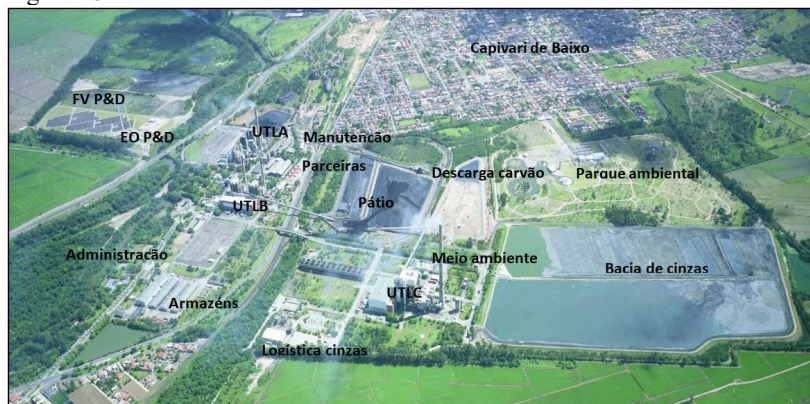 Capivari de Baixo
FV P&D
EO P&D
UTLA
Manutenção
Parceiras
Descarga carvão
Parque ambiental
UTLB
Pátio
Administração
Meio ambiente
Bacia de cinzas
UTLC
Armazéns
Logística cinzas